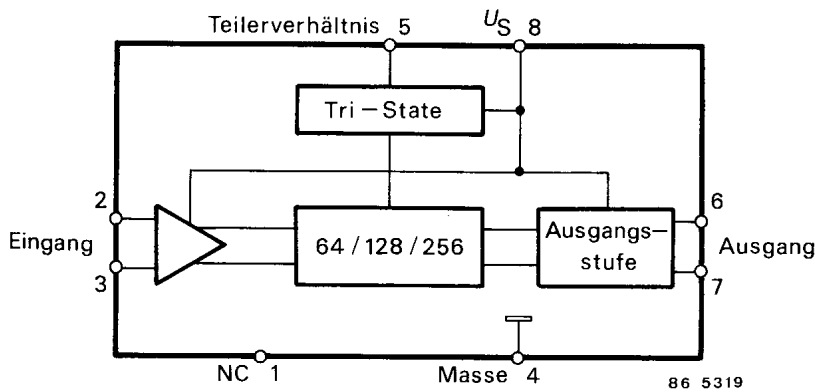 Teilerverhältnis 5 US 8
Tri – State
2
Eingang
3
64 / 128 / 256
Ausgangs–
stufe
6
Ausgang
7
NC 1
Masse 4
86 5319